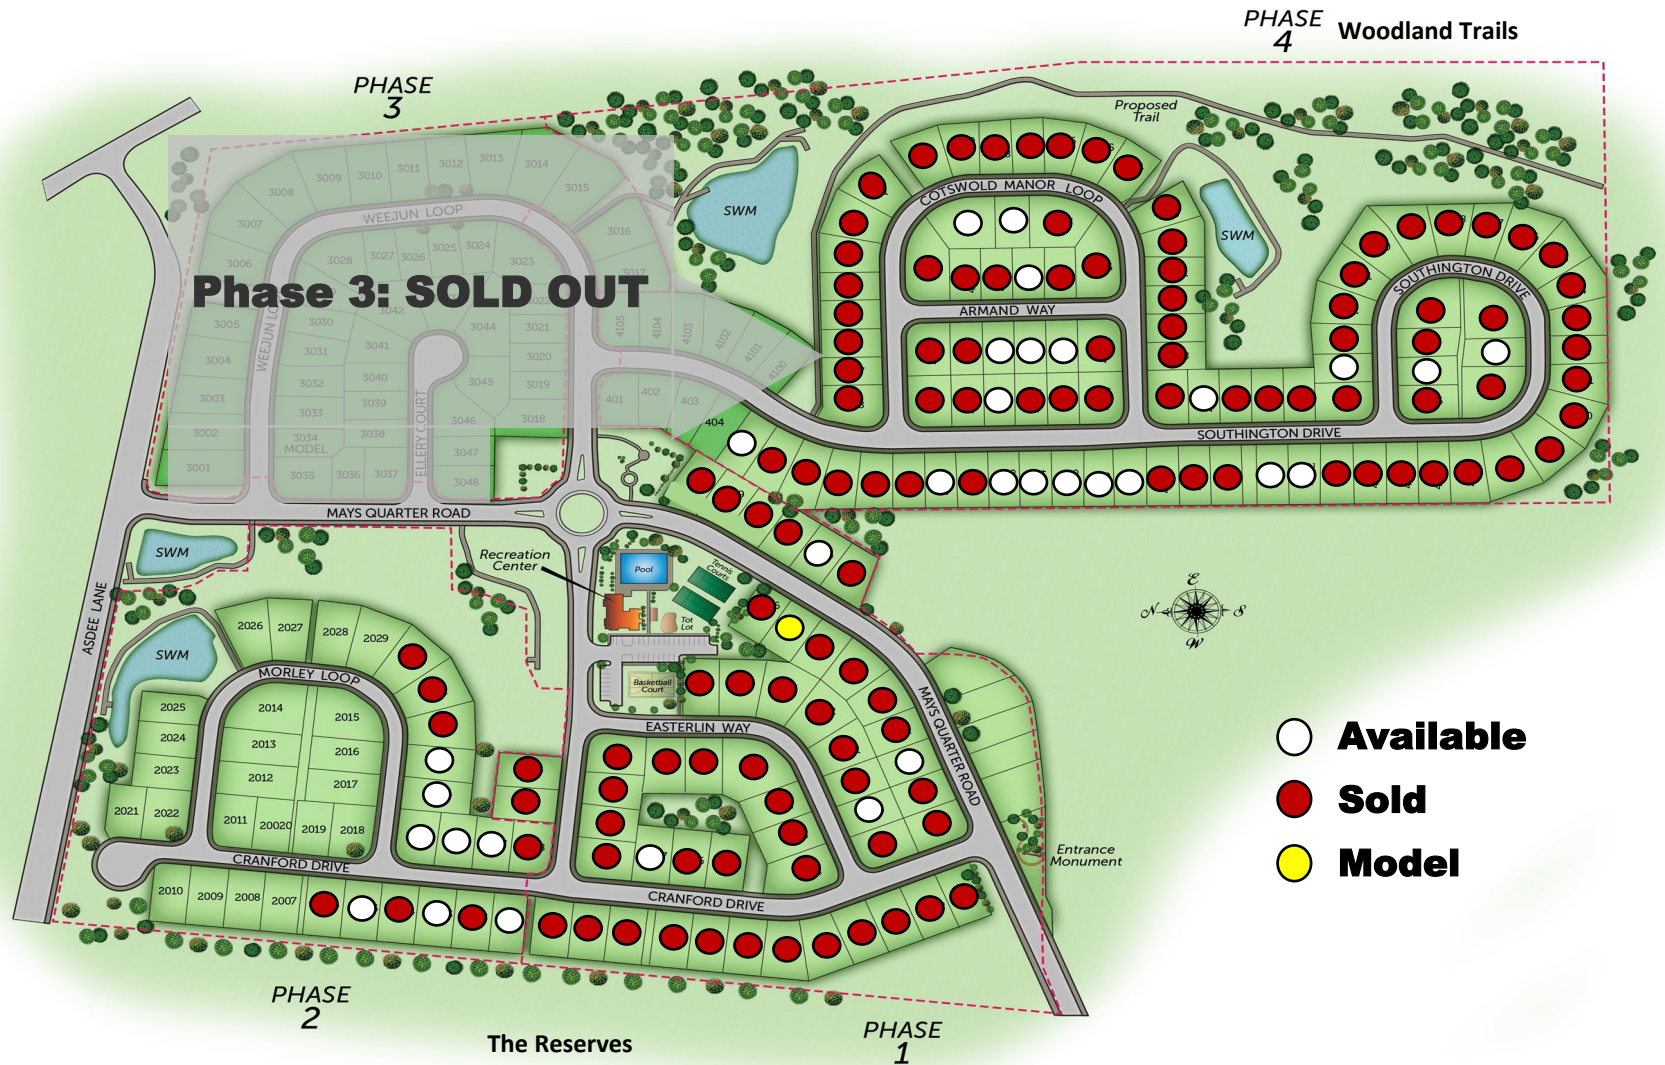 PHASE
4
Woodland Trails
PHASE
3
Proposed
Trail
3012
3013
3014
3011
3010
3009
3008
3015
COTSWOLD MANOR LOOP
WEEJUN LOOP
SWM
3007
3016
SWM
3025
3024
3027
3026
3028
3023
3006
3017
SOUTHINGTON DRIVE
Phase 3: SOLD OUT
WEEJUN LO
3042
ARMAND WAY
3005
3030
3044
3021
4105
4104
4103
4102
4101
4100
3004
3031
3041
3020
3032
3040
3045
3019
3003
3033
3039
3046
3018
401
402
403
404
3002
3034
MODEL
3038
ELLERY COURT
3047
SOUTHINGTON DRIVE
3001
3035
3036
3037
3048
MAYS QUARTER ROAD
SWM
Recreation
Center
Pool
Tennis
Courts
Tot
Lot
E
N
S
W
ASDEE LANE
2026
2027
2028
2029
SWM
MORLEY LOOP
Basketball
Court
MAYS QUARTER ROAD
2025
2014
2015
EASTERLIN WAY
2024
2013
2016
2023
2012
2017
2021
2022
2011
20020
2019
2018
Available
Sold
Model
Entrance
Monument
CRANFORD DRIVE
CRANFORD DRIVE
2010
2009
2008
2007
PHASE
2
The Reserves
PHASE
1